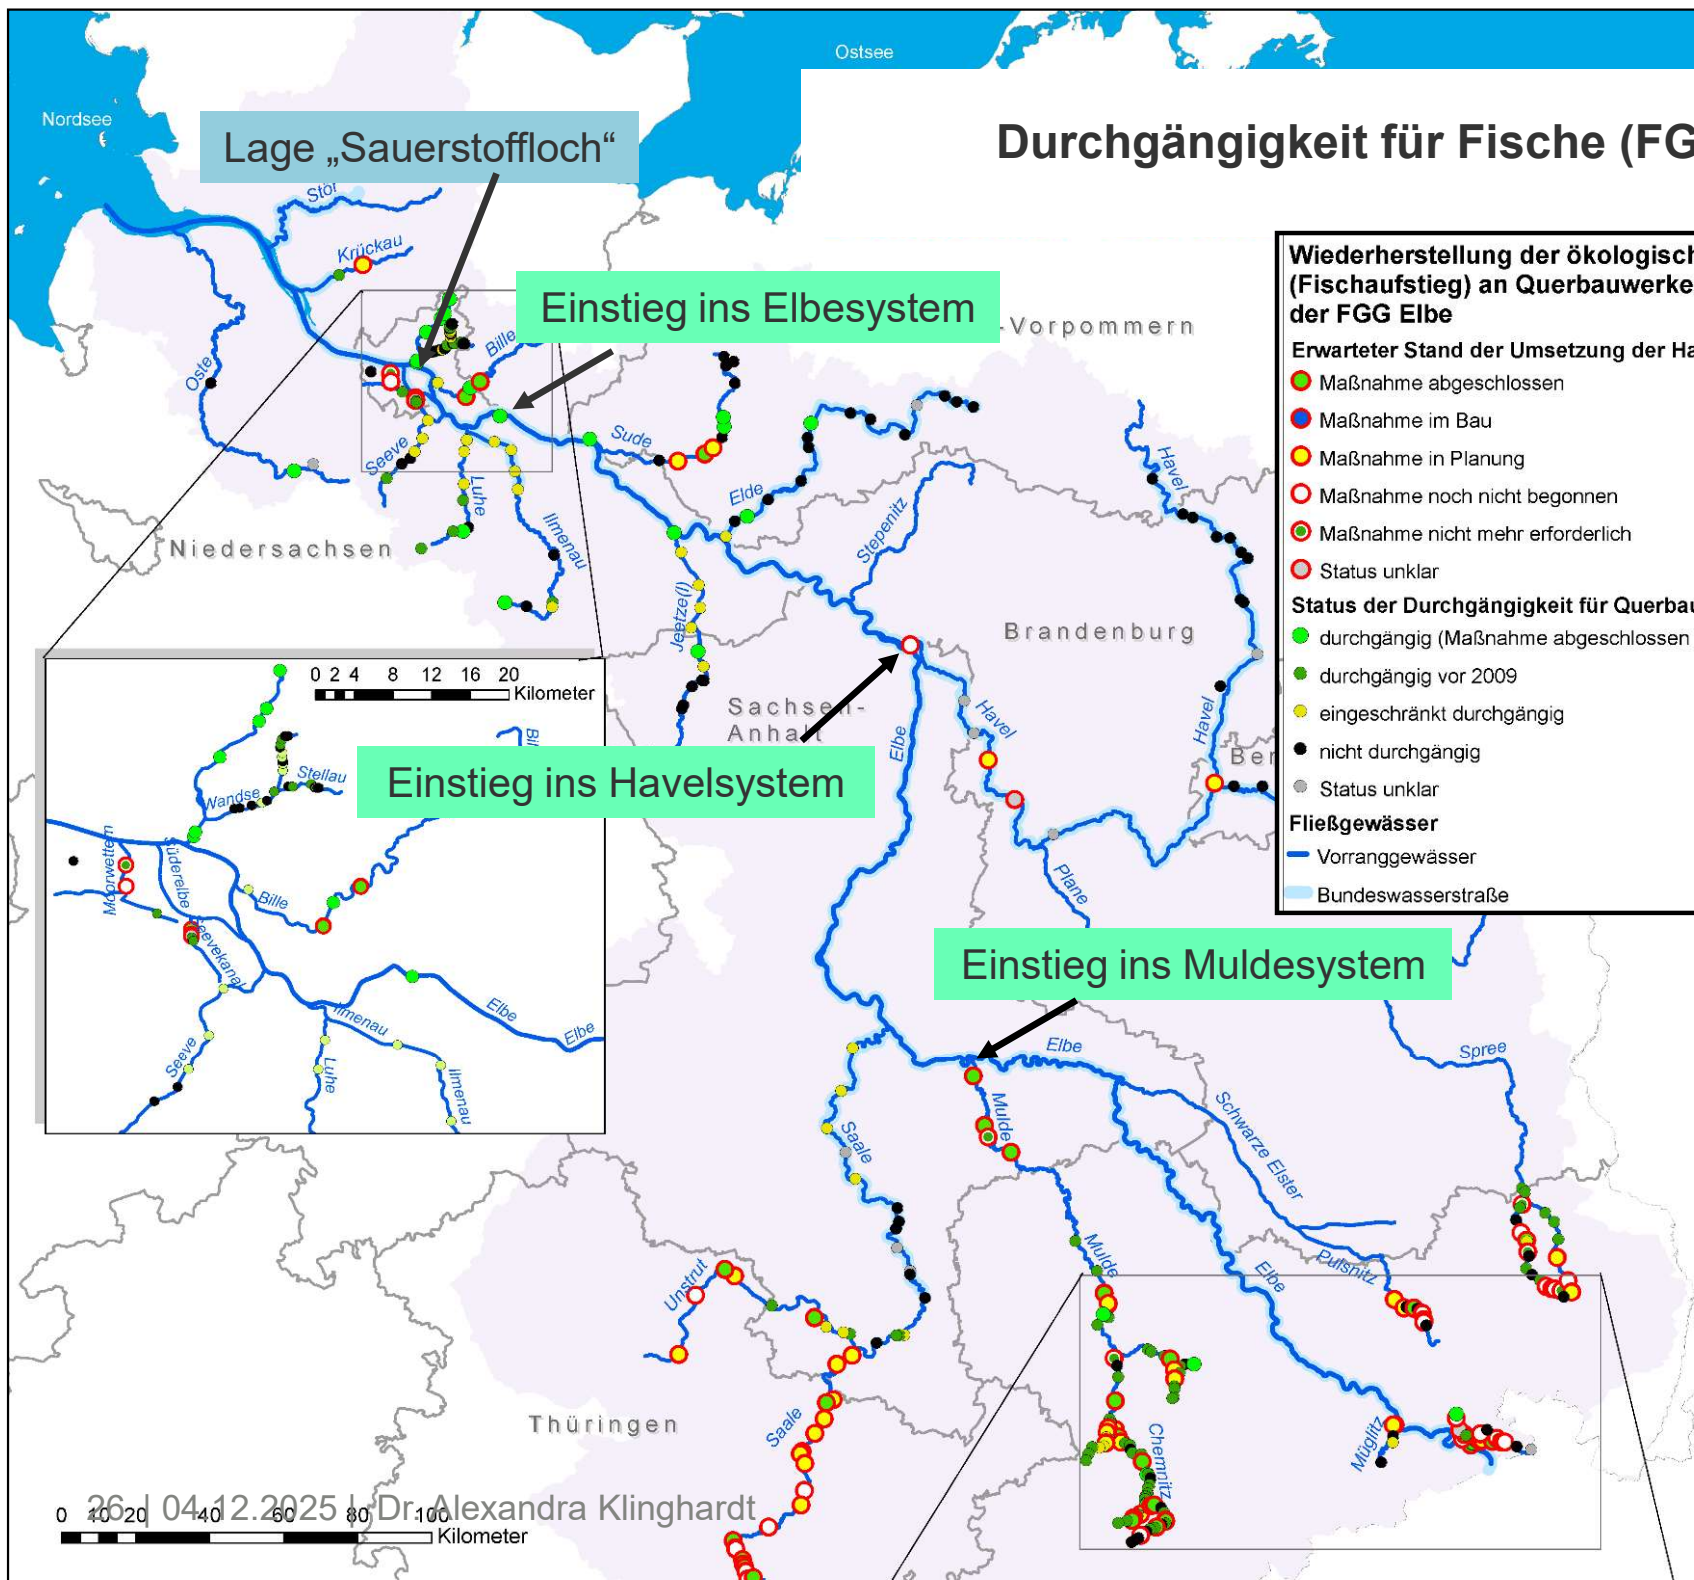 Ostsee
Nordsee
Durchgängigkeit für Fische (FG
Lage „Sauerstoffloch“
Stör
Krückau
Einstieg ins Elbesystem
-Vorpommern
Bille
Oste
Seeve
Luhe
Ilmenau
Sude
Elde
Stepenitz
Havel
Niedersachsen
Jeetze(l)
Brandenburg
Wiederherstellung der ökologisch
(Fischaufstieg) an Querbauwerke
der FGG Elbe
Erwarteter Stand der Umsetzung der Ha
Maßnahme abgeschlossen
Maßnahme im Bau
Maßnahme in Planung
Maßnahme noch nicht begonnen
Maßnahme nicht mehr erforderlich
Status unklar
Status der Durchgängigkeit für Querbau
durchgängig (Maßnahme abgeschlossen
durchgängig vor 2009
eingeschränkt durchgängig
nicht durchgängig
Status unklar
Fließgewässer
Vorranggewässer
Bundeswasserstraße
0 2 4 8 12 16 20
Kilometer
Sachsen-
Anhalt
Elbe
Havel
Havel
Ber
Einstieg ins Havelsystem
Bil
Stellau
Wandse
Moorwettern
Süderelbe
Bille
Seevekanal
Ilmenau
Elbe
Elbe
Seeve
Luhe
Ilmenau
Plane
Einstieg ins Muldesystem
Elbe
Spree
Mulde
Schwarze Elster
Saale
Mulde
Elbe
Pulsnitz
Unstrut
Thüringen
Saale
Chemnitz
Müglitz
26 | 04.12.2025 | Dr. Alexandra Klinghardt
0 10 20 40 60 80 100
Kilometer